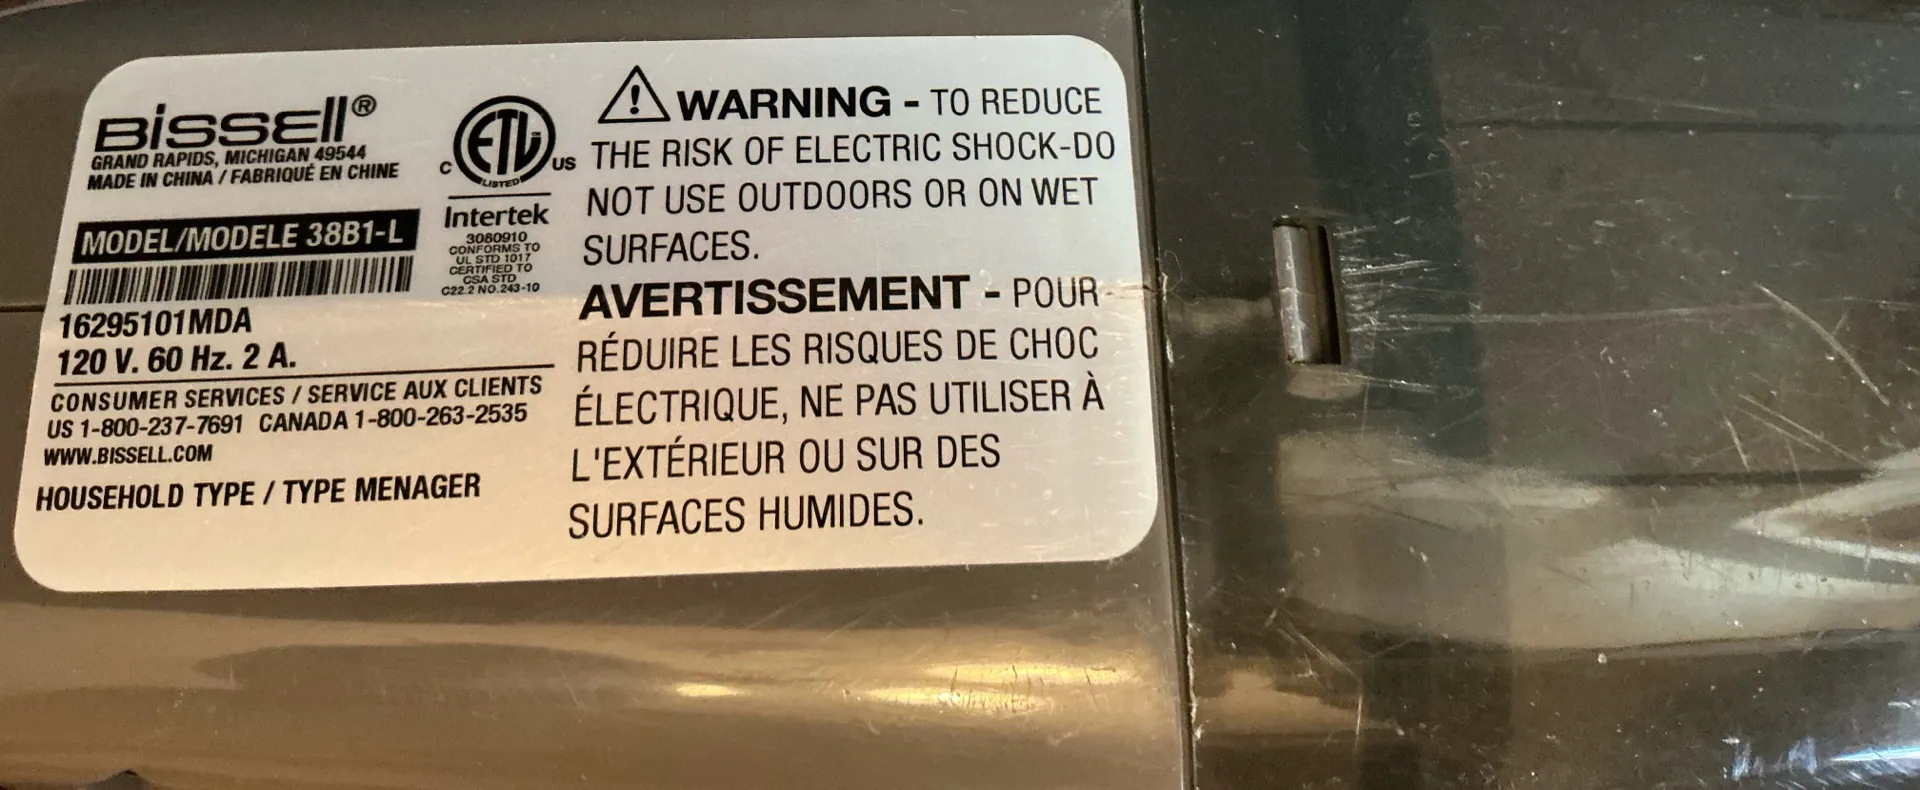 BISSELL®
GRAND RAPIDS, MICHIGAN 49544
MADE IN CHINA / FABRIQUÉ EN CHINE
MODEL/MODELE 38B1-L
16295101MDA
120 V. 60 Hz. 2 A.
CONSUMER SERVICES / SERVICE AUX CLIENTS
US 1-800-237-7691 CANADA 1-800-263-2535
WWW.BISSELL.COM
HOUSEHOLD TYPE / TYPE MENAGER
C ETL US
LISTED
Intertek
3080910
CONFORMS TO
UL STD 1017
CERTIFIED TO
CSA STD
C22.2 NO.243-10
WARNING - TO REDUCE
THE RISK OF ELECTRIC SHOCK-DO
NOT USE OUTDOORS OR ON WET
SURFACES.
AVERTISSEMENT - POUR
RÉDUIRE LES RISQUES DE CHOC
ÉLECTRIQUE, NE PAS UTILISER À
L'EXTÉRIEUR OU SUR DES
SURFACES HUMIDES.